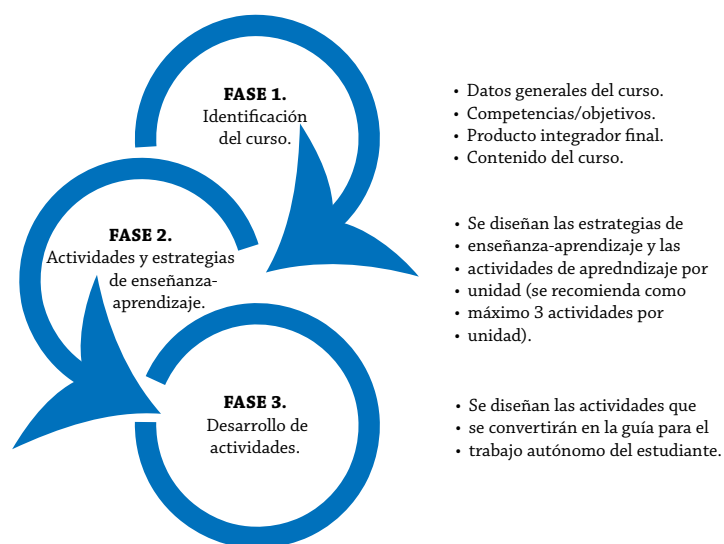 FASE 1.
Identificación
del curso.
• Datos generales del curso.
• Competencias/objetivos.
• Producto integrador final.
• Contenido del curso.
FASE 2.
Actividades y estrategias
de enseñanza-
aprendizaje.
• Se diseñan las estrategias de
• enseñanza-aprendizaje y las
• actividades de apredndizaje por
• unidad (se recomienda como
• máximo 3 actividades por
• unidad).
FASE 3.
Desarrollo de
actividades.
• Se diseñan las actividades que
• se convertirán en la guía para el
• trabajo autónomo del estudiante.